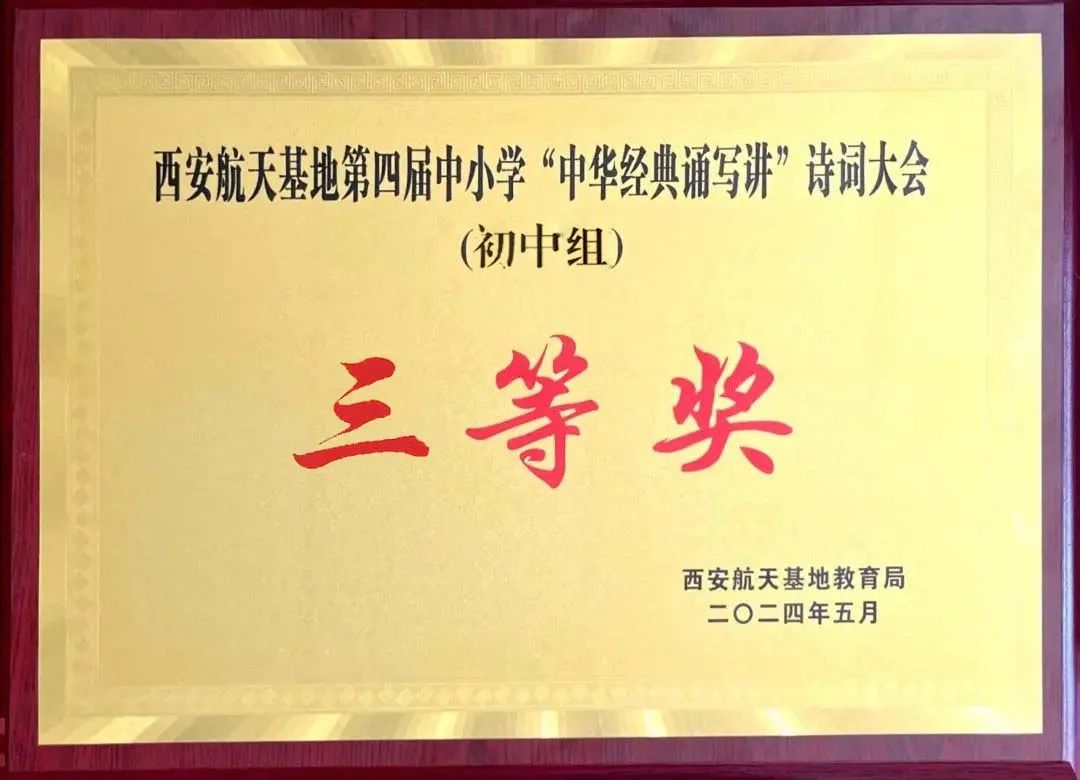 西安航天基地第四届中小学“中华经典诵写讲”诗词大会
(初中组)
三等奖
西安航天基地教育局
二〇二四年五月